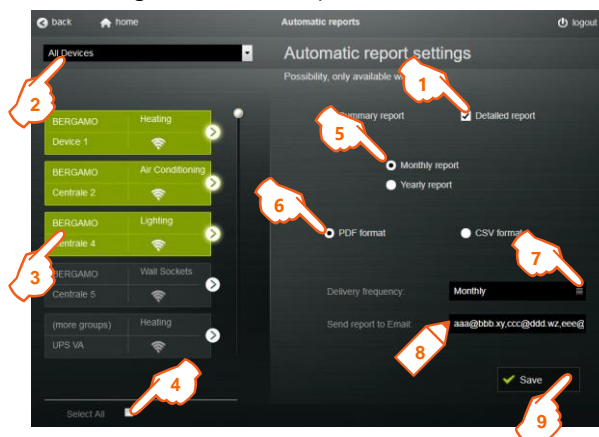 back home Automatic reports logout
All Devices
Automatic report settings
Possibility, only available w
1
2
BERGAMO Heating
Device 1
Summary report
Detailed report
5
BERGAMO Air Conditioning
Centrale 2
Monthly report
Yearly report
6
BERGAMO Lighting
Centrale 4
PDF format
CSV format
7
3
BERGAMO Wall Sockets
Centrale 5
Delivery frequency: Monthly
(more groups) Heating
UPS VA
Send report to Email: aaa@bbb.xy,ccc@ddd.wz,eee@
8
4
Save
Select All
9